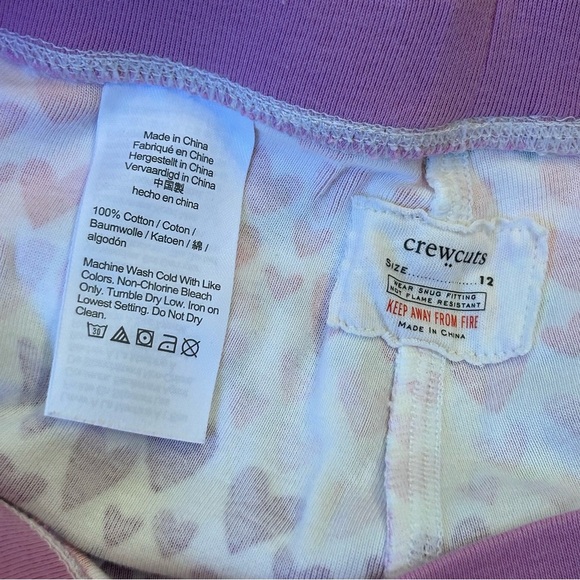 Made in China
Fabriqué en Chine
Hergestellt in China
Vervaardigd in China
中国製
hecho en china
100% Cotton / Coton /
Baumwolle / Katoen / 綿 /
algodón
Machine Wash Cold With Like
Colors. Non-Chlorine Bleach
Only. Tumble Dry Low. Iron on
Lowest Setting. Do Not Dry
Clean.
30
crewcuts
SIZE.................. 12
WEAR SNUG FITTING
NOT FLAME RESISTANT
KEEP AWAY FROM FIRE
MADE IN CHINA